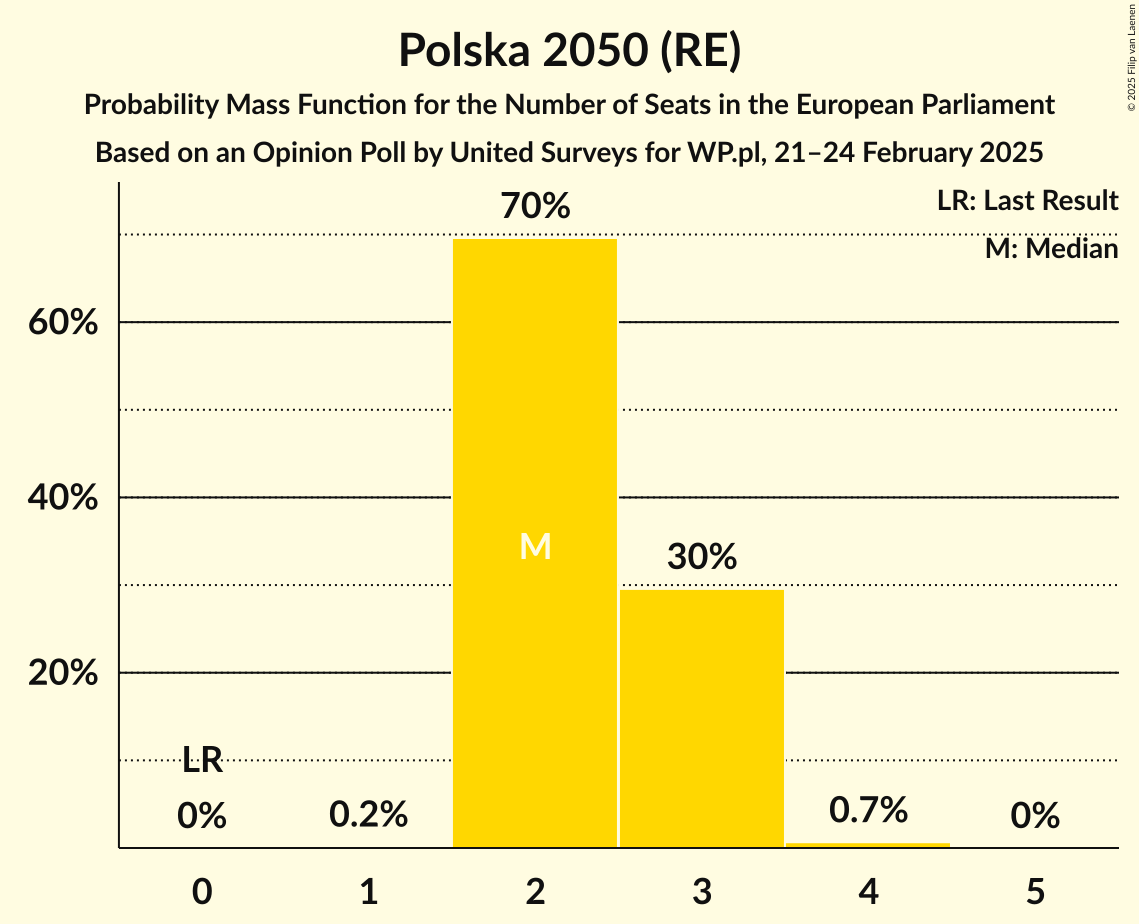 Polska 2050 (RE)
Probability Mass Function for the Number of Seats in the European Parliament
Based on an Opinion Poll by United Surveys for WP.pl, 21–24 February 2025
© 2025 Filip van Laenen
LR: Last Result
M: Median
70%
60%
40%
M
30%
20%
LR
0%
0.2%
0.7%
0%
0
1
2
3
4
5